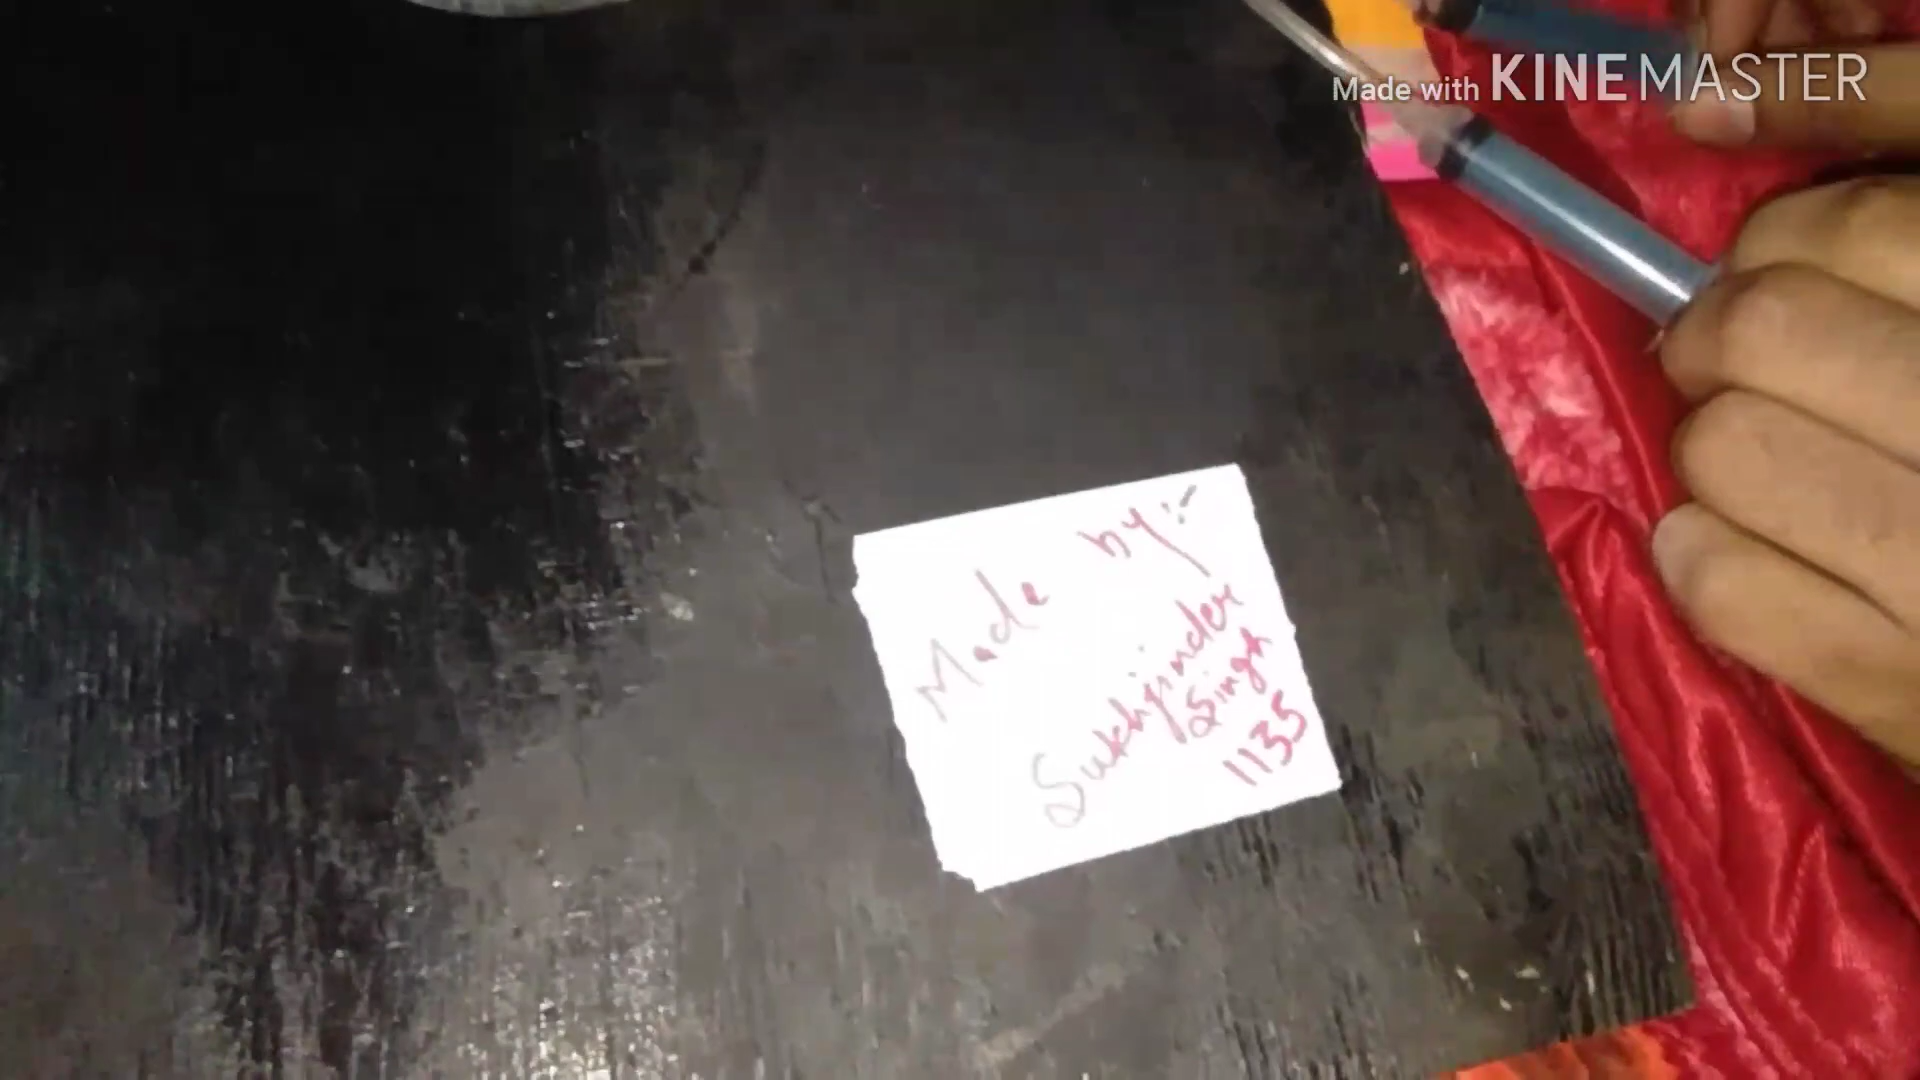 Made with KINEMASTER
Made by:-
Sukhjinder
Singh
1135